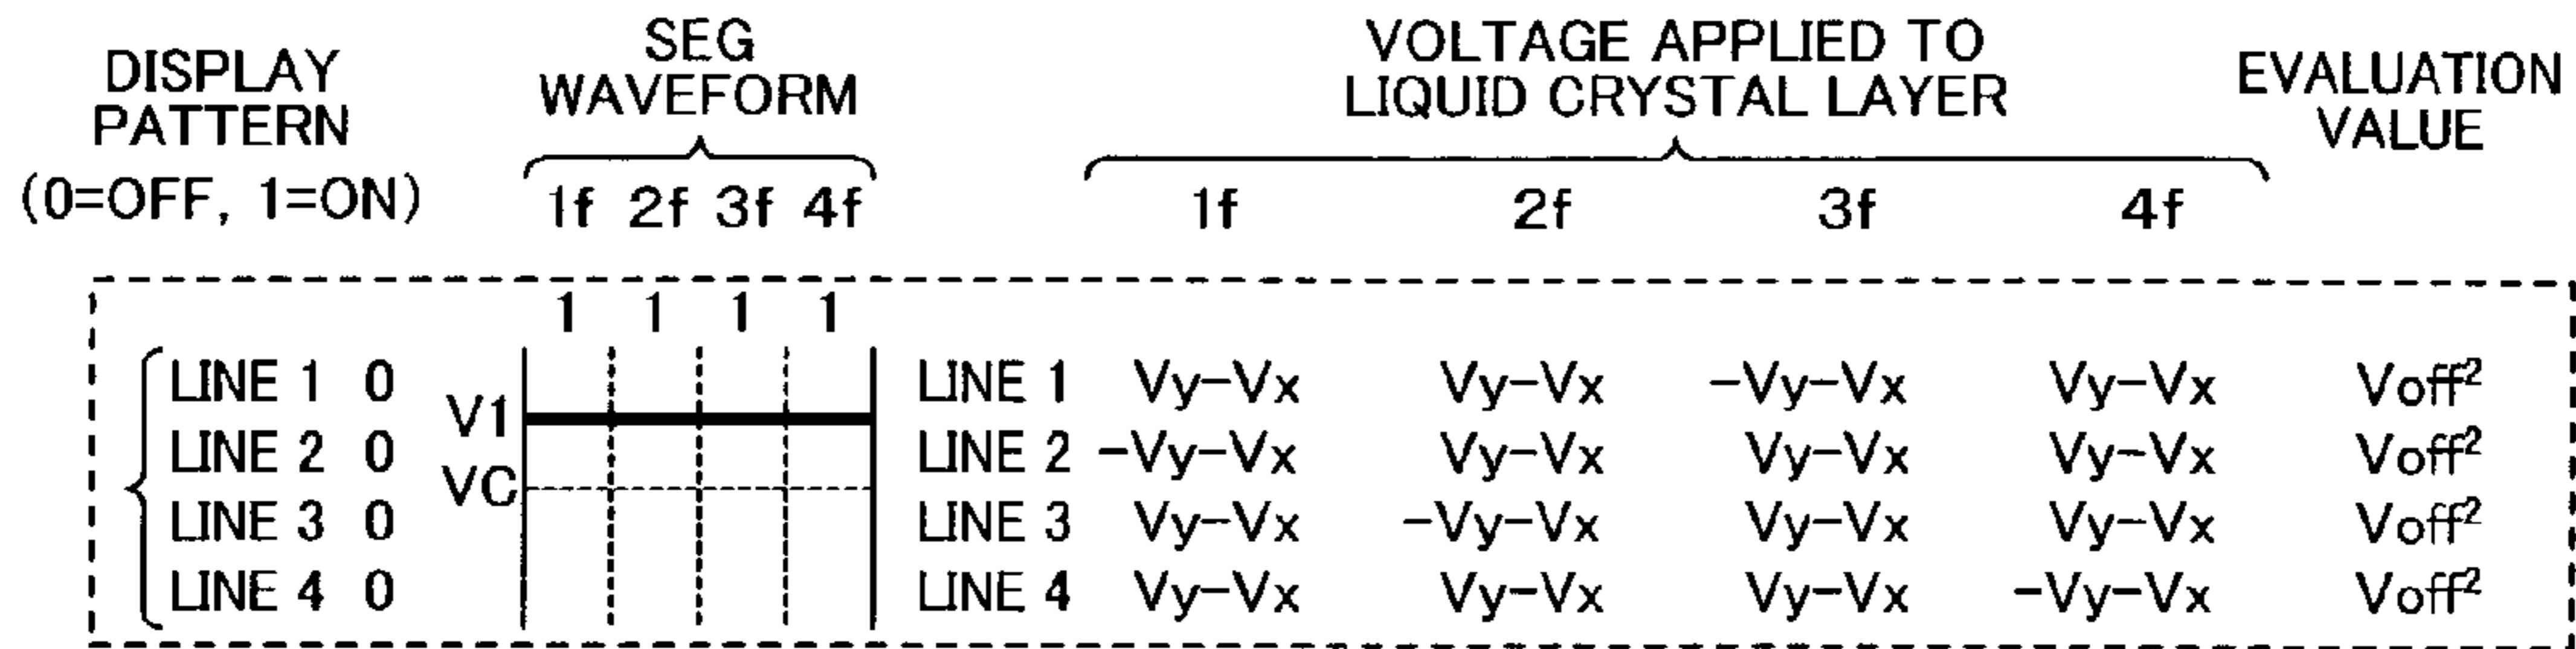 DISPLAY PATTERN (0=OFF, 1=ON)
SEG WAVEFORM
1f 2f 3f 4f
VOLTAGE APPLIED TO LIQUID CRYSTAL LAYER
1f 2f 3f 4f
EVALUATION VALUE
1 1 1 1
LINE 1 0
LINE 2 0
LINE 3 0
LINE 4 0
V1
VC
LINE 1 Vy-Vx Vy-Vx -Vy-Vx Vy-Vx Voff²
LINE 2 -Vy-Vx Vy-Vx Vy-Vx Vy-Vx Voff²
LINE 3 Vy-Vx -Vy-Vx Vy-Vx Vy-Vx Voff²
LINE 4 Vy-Vx Vy-Vx Vy-Vx -Vy-Vx Voff²